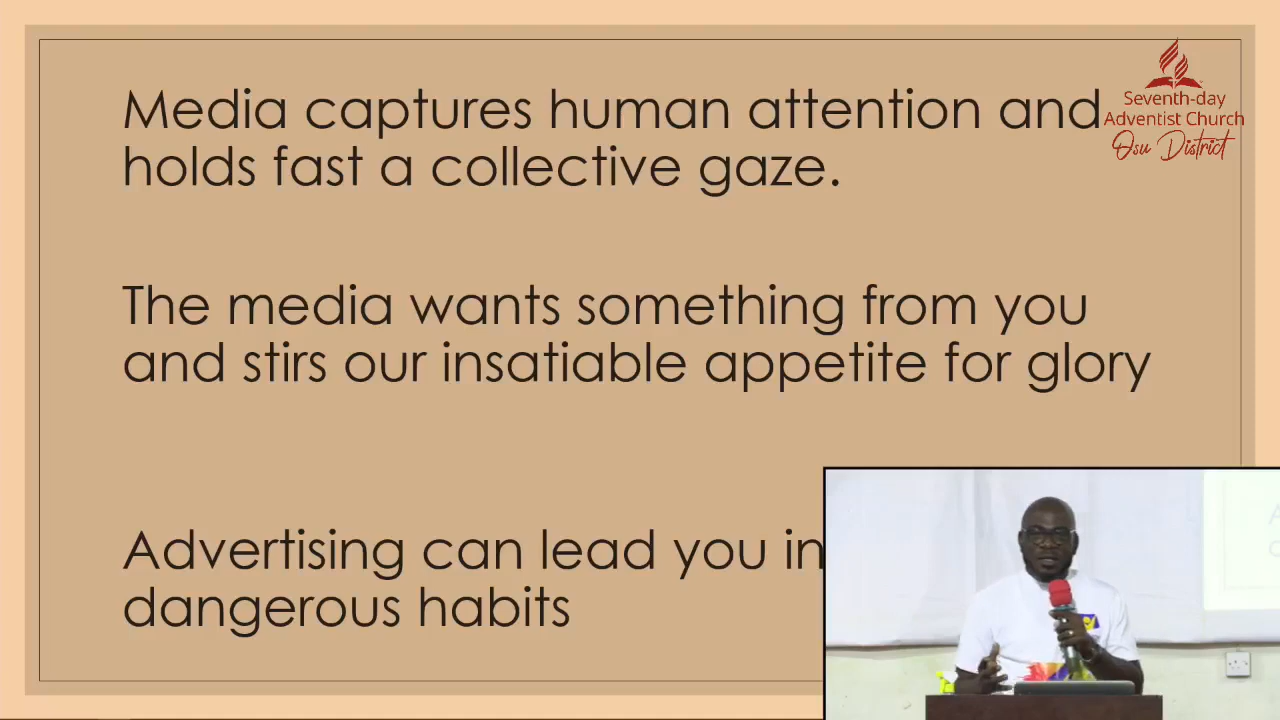 Media captures human attention and
holds fast a collective gaze.
Seventh-day
Adventist Church
Osu District
The media wants something from you
and stirs our insatiable appetite for glory
Advertising can lead you in
dangerous habits